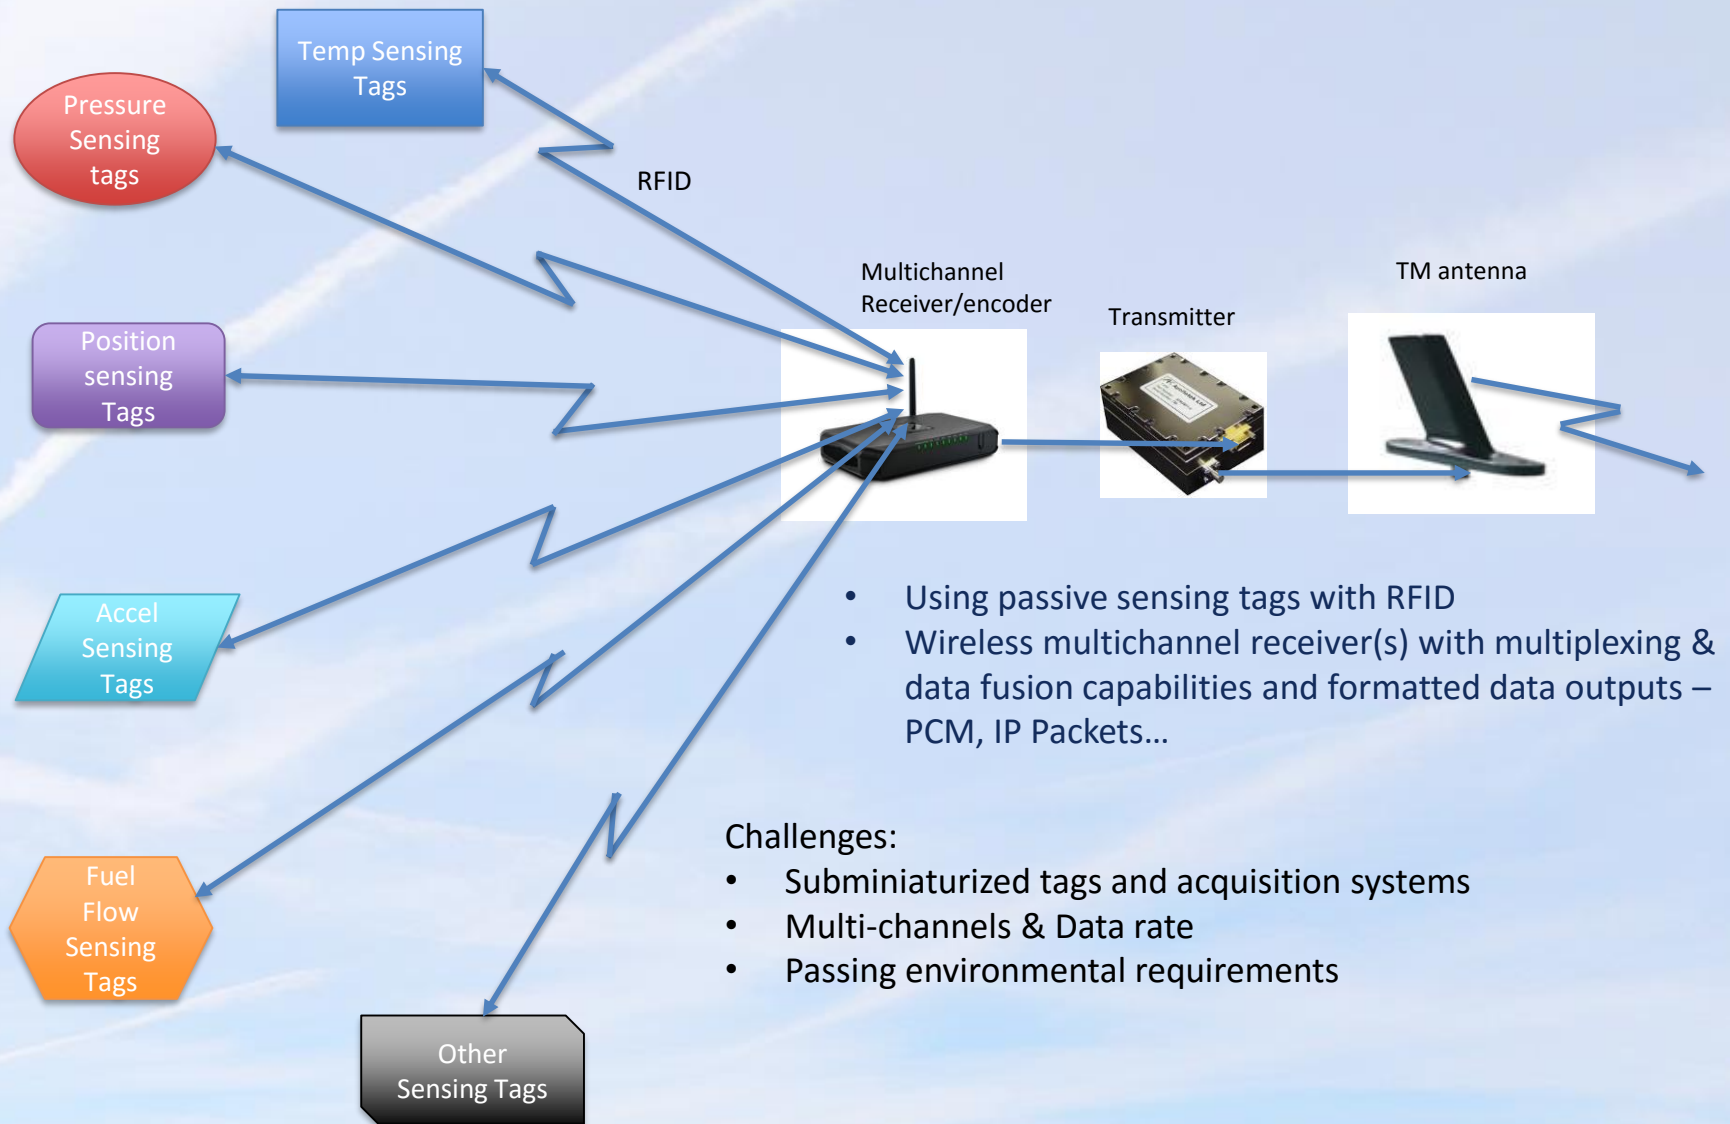 Temp Sensing
Tags
Pressure
Sensing
tags
RFID
Multichannel
Receiver/encoder
Transmitter
TM antenna
Position
sensing
Tags
Accel
Sensing
Tags
• Using passive sensing tags with RFID
• Wireless multichannel receiver(s) with multiplexing &
data fusion capabilities and formatted data outputs –
PCM, IP Packets…
Challenges:
• Subminiaturized tags and acquisition systems
• Multi-channels & Data rate
• Passing environmental requirements
Fuel
Flow
Sensing
Tags
Other
Sensing Tags